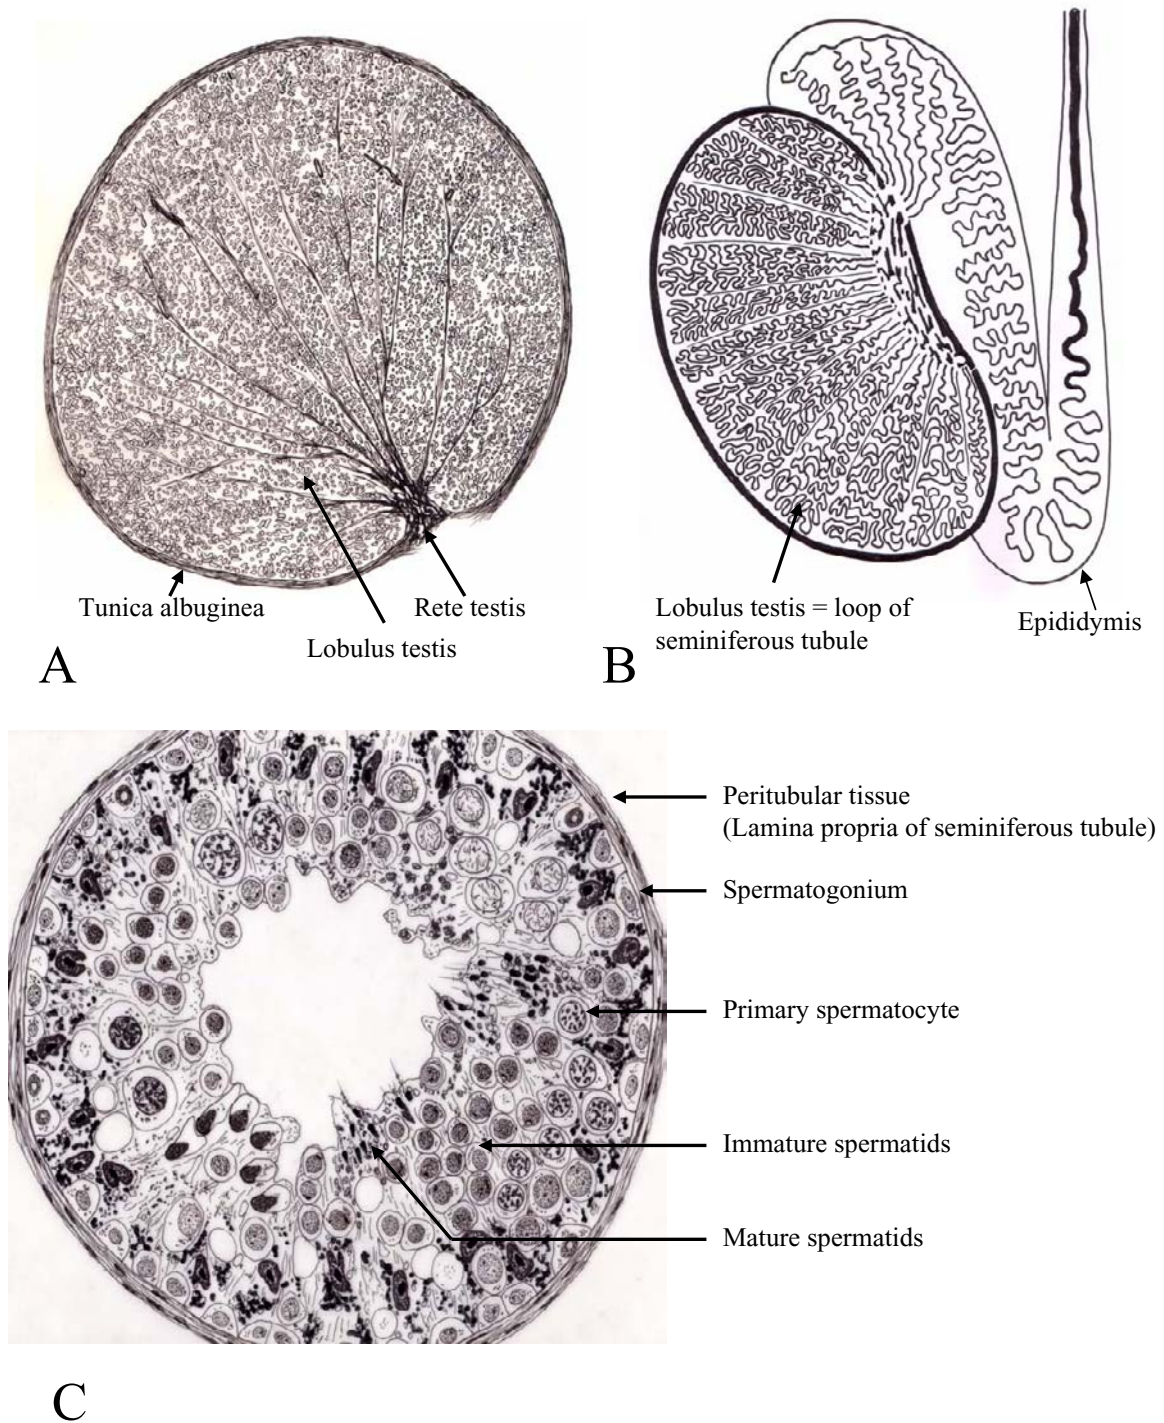 Tunica albuginea
Rete testis
Lobulus testis
A
Lobulus testis = loop of
seminiferous tubule
Epididymis
B
Peritubular tissue
(Lamina propria of seminiferous tubule)
Spermatogonium
Primary spermatocyte
Immature spermatids
Mature spermatids
C